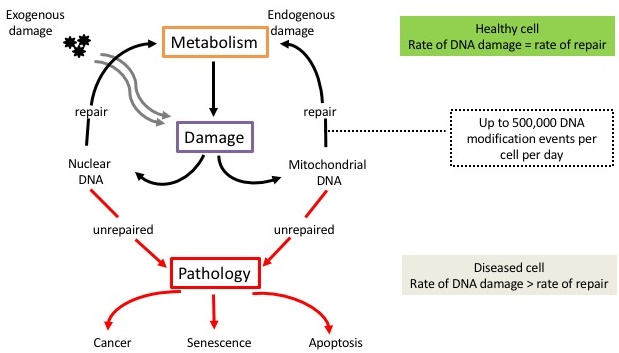 Exogenous
damage
Endogenous
damage
Metabolism
Healthy cell
Rate of DNA damage = rate of repair
repair
repair
Damage
Up to 500,000 DNA
modification events per
cell per day
Nuclear
DNA
Mitochondrial
DNA
unrepaired
unrepaired
Pathology
Diseased cell
Rate of DNA damage > rate of repair
Cancer
Senescence
Apoptosis